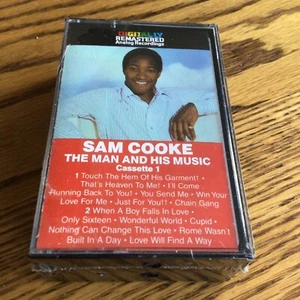 DIGITALLY
REMASTERED
Analog Recordings
SAM COOKE
THE MAN AND HIS MUSIC
Cassette 1
1 Touch The Hem Of His Garment† •
That's Heaven To Me† • I'll Come
Running Back To You† • You Send Me • Win Your
Love For Me • Just For You†† • Chain Gang
2 When A Boy Falls In Love •
Only Sixteen • Wonderful World • Cupid •
Nothing Can Change This Love • Rome Wasn't
Built In A Day • Love Will Find A Way